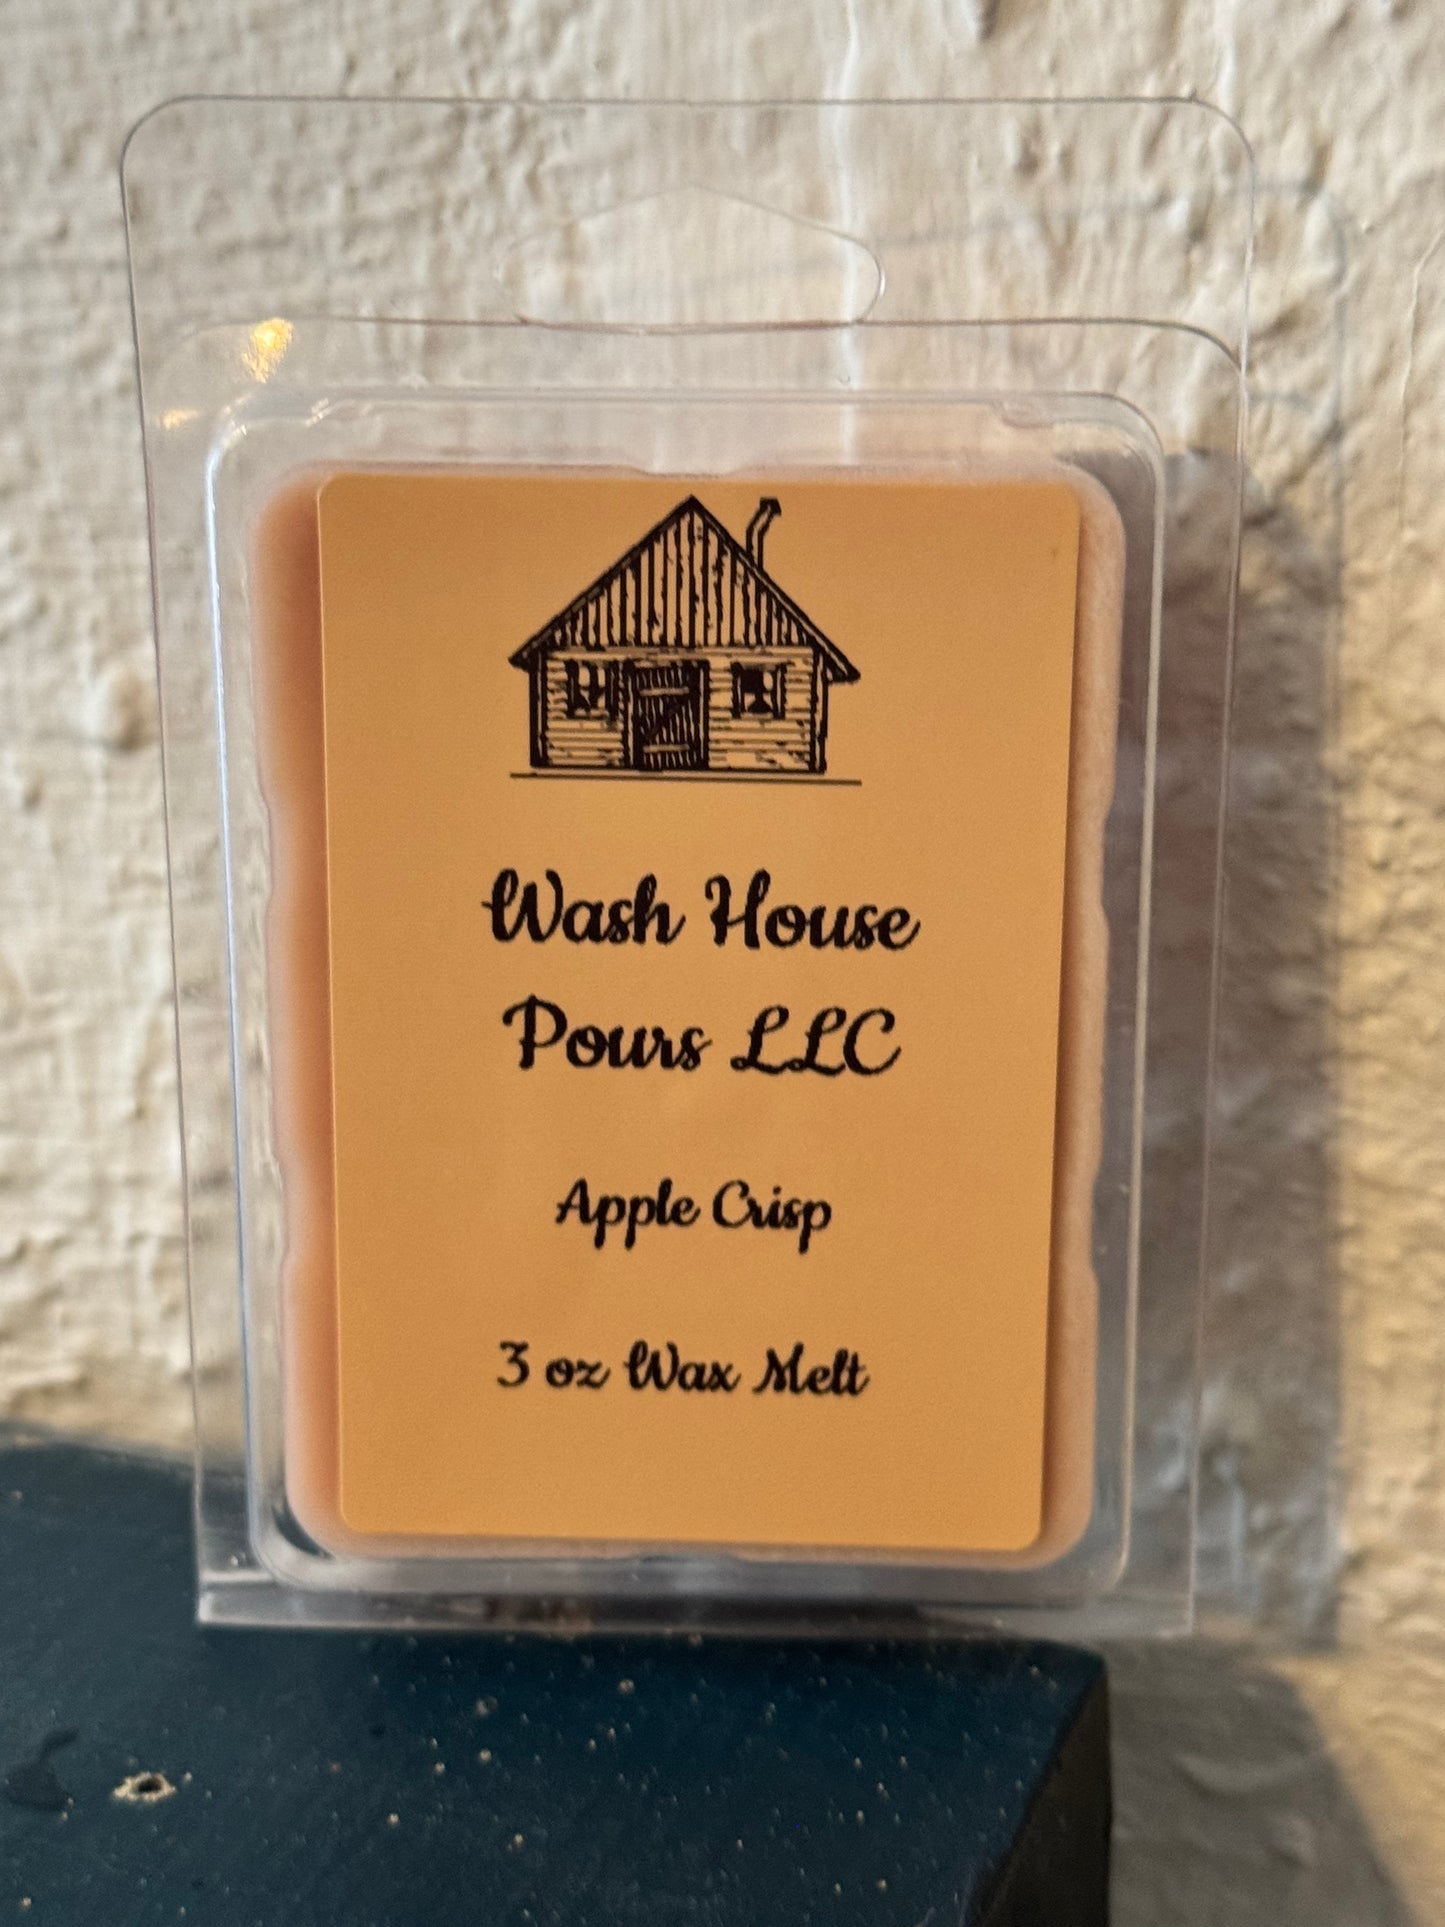 Wash House
Pours LLC
Apple Crisp
3 oz Wax Melt